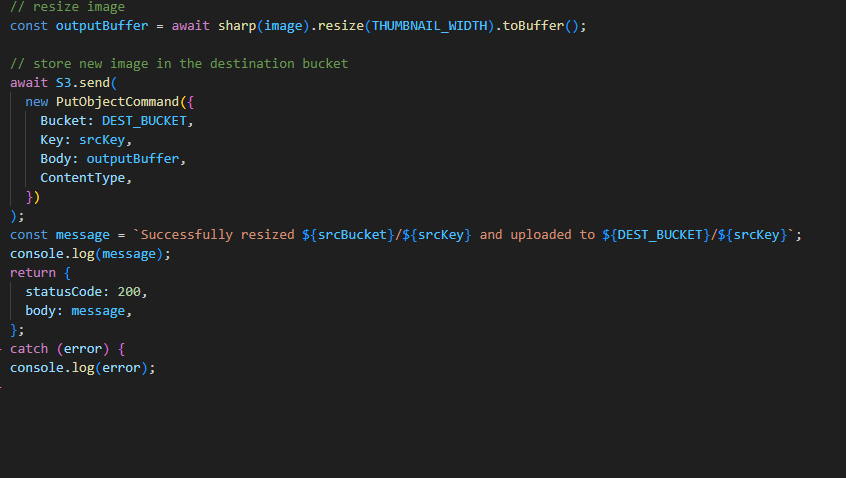 // resize image
const outputBuffer = await sharp(image).resize(THUMBNAIL_WIDTH).toBuffer();
// store new image in the destination bucket
await S3.send(
new PutObjectCommand({
Bucket: DEST_BUCKET,
Key: srcKey,
Body: outputBuffer,
ContentType,
})
);
const message = `Successfully resized ${srcBucket}/${srcKey} and uploaded to ${DEST_BUCKET}/${srcKey}`;
console.log(message);
return {
statusCode: 200,
body: message,
};
catch (error) {
console.log(error);